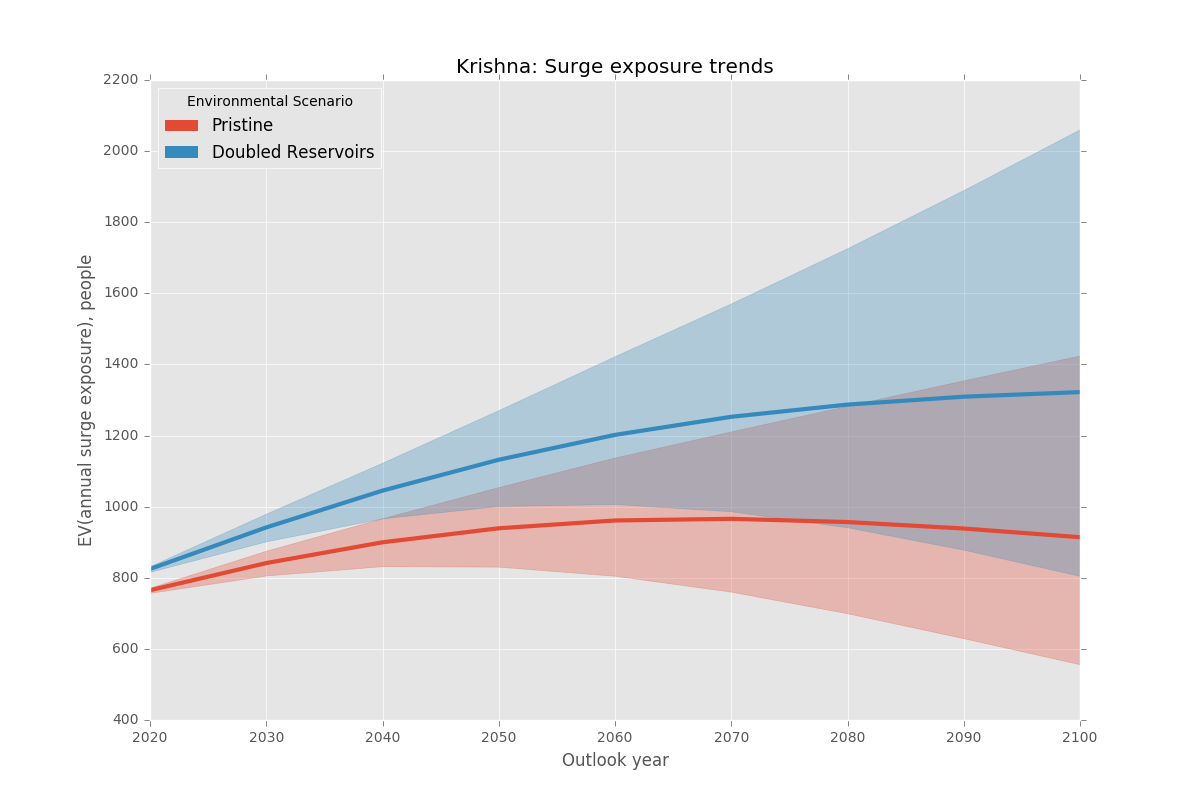 Krishna: Surge exposure trends
2200
2000
1800
1600
1400
1200
1000
800
600
400
EV(annual surge exposure), people
Environmental Scenario
Pristine
Doubled Reservoirs
2020 2030 2040 2050 2060 2070 2080 2090 2100
Outlook year